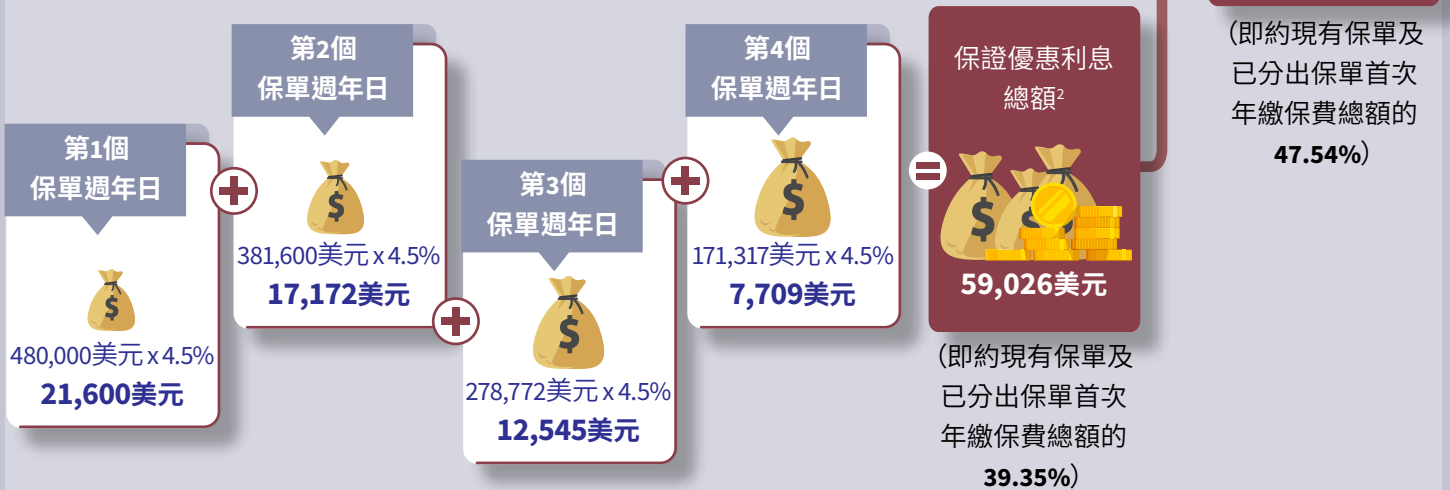 第1個
保單週年日
480,000美元 x 4.5%
21,600美元
第2個
保單週年日
381,600美元 x 4.5%
17,172美元
第3個
保單週年日
278,772美元 x 4.5%
12,545美元
第4個
保單週年日
171,317美元 x 4.5%
7,709美元
保證優惠利息
總額2
59,026美元
（即約現有保單及
已分出保單首次
年繳保費總額的
39.35%）
（即約現有保單及
已分出保單首次
年繳保費總額的
47.54%）